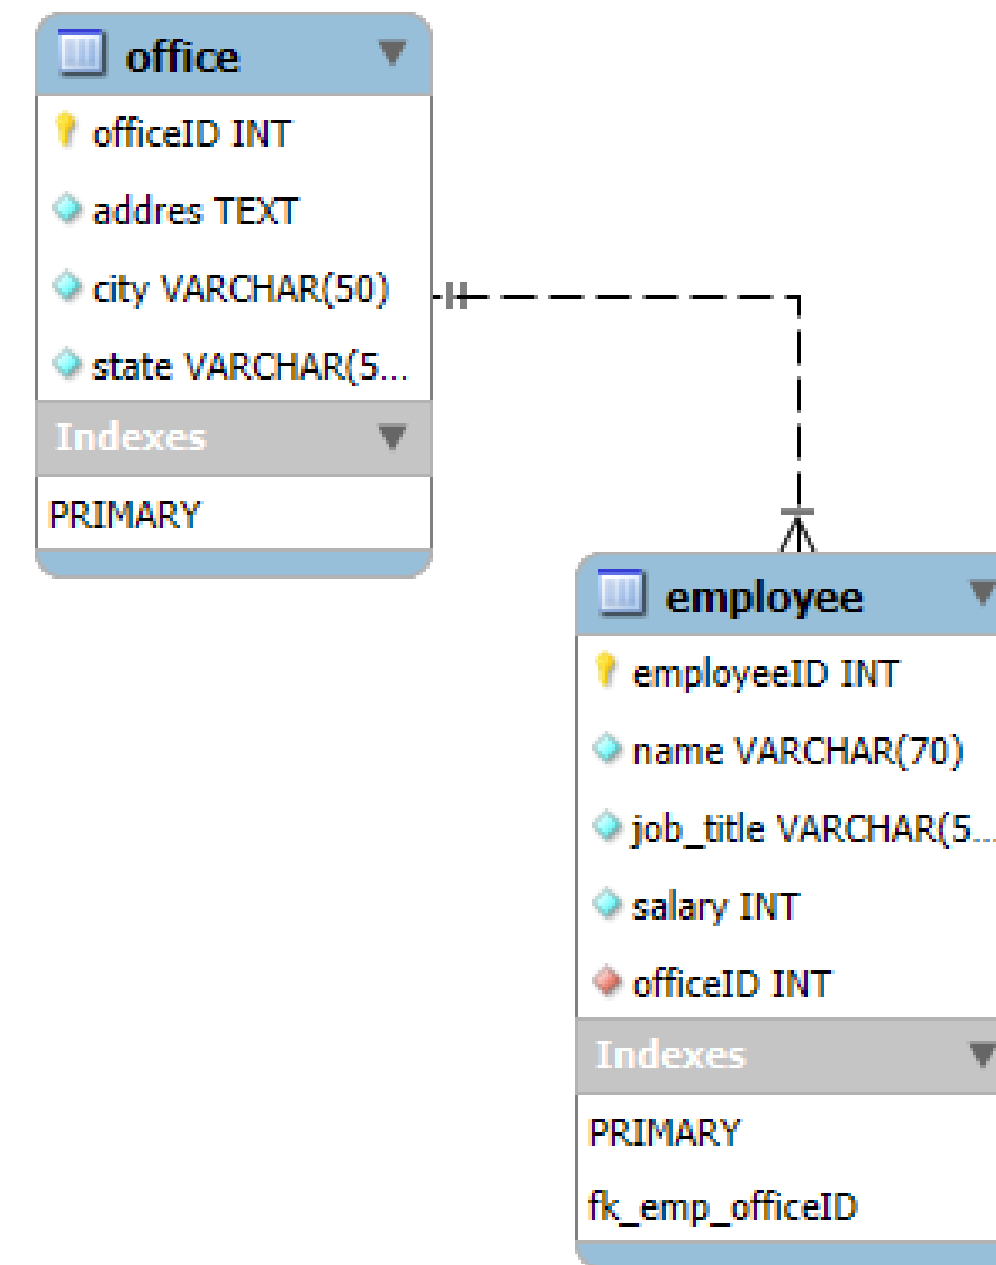 office
officeID INT
addres TEXT
city VARCHAR(50)
state VARCHAR(5...
Indexes
PRIMARY
employee
employeeID INT
name VARCHAR(70)
job_title VARCHAR(5...
salary INT
officeID INT
Indexes
PRIMARY
fk_emp_officeID